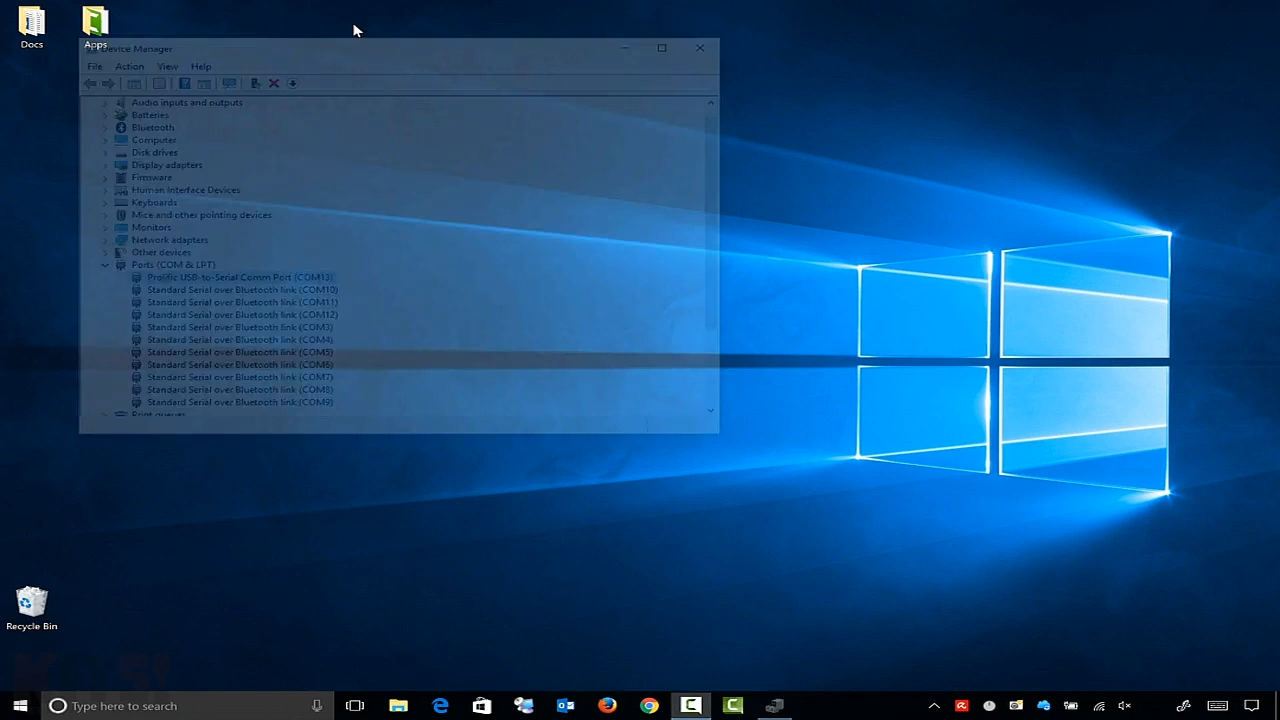 Docs
Apps
Device Manager
File Action View Help
Audio inputs and outputs
Batteries
Bluetooth
Computer
Disk drives
Display adapters
Firmware
Human Interface Devices
Keyboards
Mice and other pointing devices
Monitors
Network adapters
Other devices
Ports (COM & LPT)
Prolific USB-to-Serial Comm Port (COM13)
Standard Serial over Bluetooth link (COM10)
Standard Serial over Bluetooth link (COM11)
Standard Serial over Bluetooth link (COM12)
Standard Serial over Bluetooth link (COM3)
Standard Serial over Bluetooth link (COM4)
Standard Serial over Bluetooth link (COM5)
Standard Serial over Bluetooth link (COM6)
Standard Serial over Bluetooth link (COM7)
Standard Serial over Bluetooth link (COM8)
Standard Serial over Bluetooth link (COM9)
Print queues
Recycle Bin
Type here to search